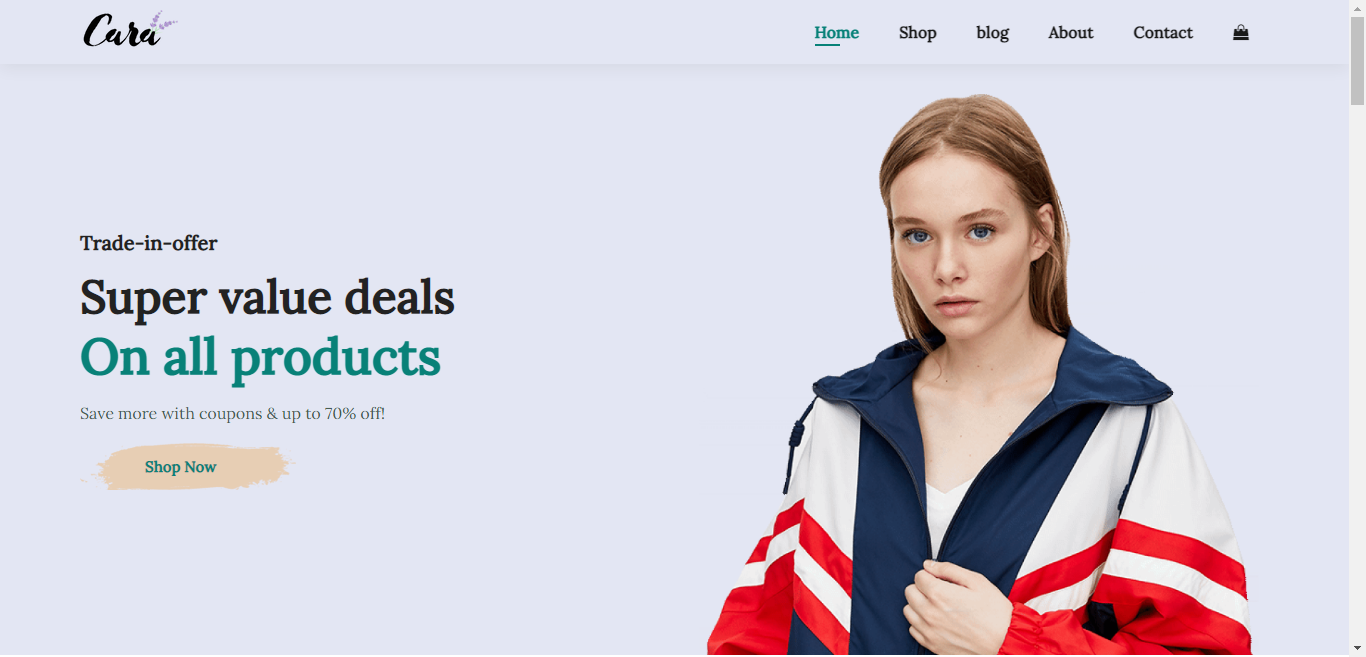 Cara
Home Shop blog About Contact
Trade-in-offer
Super value deals
On all products
Save more with coupons & up to 70% off!
Shop Now